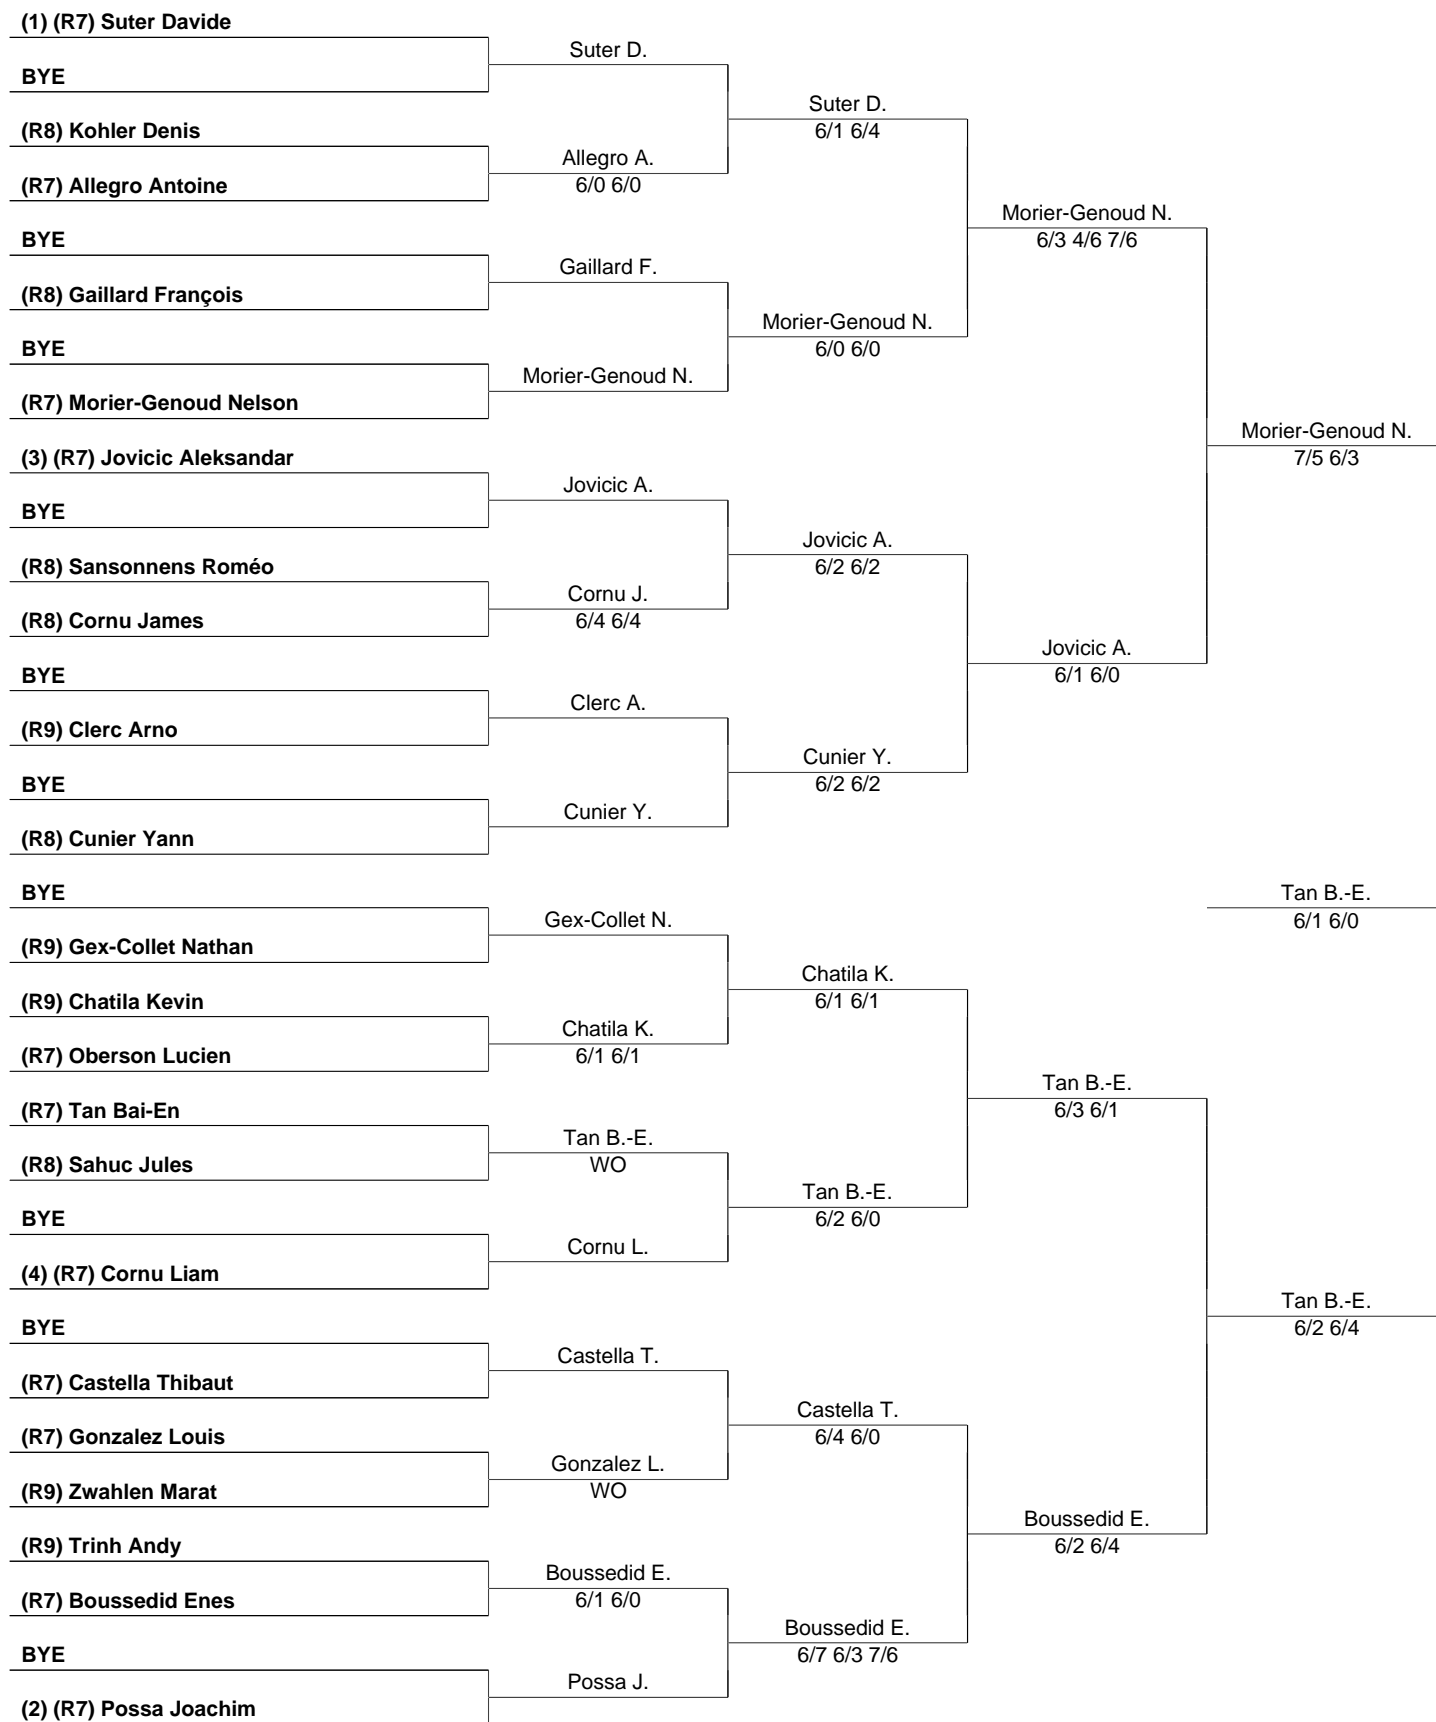 (1) (R7) Suter Davide
Suter D.
BYE
Suter D.
6/1 6/4
(R8) Kohler Denis
Allegro A.
6/0 6/0
(R7) Allegro Antoine
Morier-Genoud N.
6/3 4/6 7/6
BYE
Gaillard F.
(R8) Gaillard François
Morier-Genoud N.
6/0 6/0
BYE
Morier-Genoud N.
(R7) Morier-Genoud Nelson
Morier-Genoud N.
7/5 6/3
(3) (R7) Jovicic Aleksandar
Jovicic A.
BYE
Jovicic A.
6/2 6/2
(R8) Sansonnens Roméo
Cornu J.
6/4 6/4
(R8) Cornu James
Jovicic A.
6/1 6/0
BYE
Clerc A.
(R9) Clerc Arno
Cunier Y.
6/2 6/2
BYE
Cunier Y.
(R8) Cunier Yann
BYE
Tan B.-E.
6/1 6/0
Gex-Collet N.
(R9) Gex-Collet Nathan
Chatila K.
6/1 6/1
(R9) Chatila Kevin
Chatila K.
6/1 6/1
(R7) Oberson Lucien
Tan B.-E.
6/3 6/1
(R7) Tan Bai-En
Tan B.-E.
WO
(R8) Sahuc Jules
Tan B.-E.
6/2 6/0
BYE
Cornu L.
(4) (R7) Cornu Liam
Tan B.-E.
6/2 6/4
BYE
Castella T.
(R7) Castella Thibaut
Castella T.
6/4 6/0
(R7) Gonzalez Louis
Gonzalez L.
WO
(R9) Zwahlen Marat
Boussedid E.
6/2 6/4
(R9) Trinh Andy
Boussedid E.
6/1 6/0
(R7) Boussedid Enes
Boussedid E.
6/7 6/3 7/6
BYE
Possa J.
(2) (R7) Possa Joachim